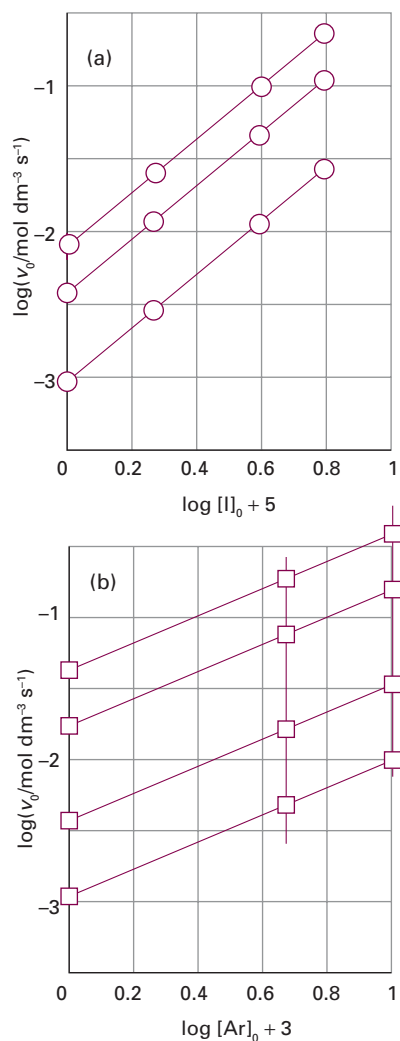 (a)
−1
−2
−3
log(v₀/mol dm⁻³ s⁻¹)
0 0.2 0.4 0.6 0.8 1
log [I]₀ + 5
(b)
−1
−2
−3
log(v₀/mol dm⁻³ s⁻¹)
0 0.2 0.4 0.6 0.8 1
log [Ar]₀ + 3